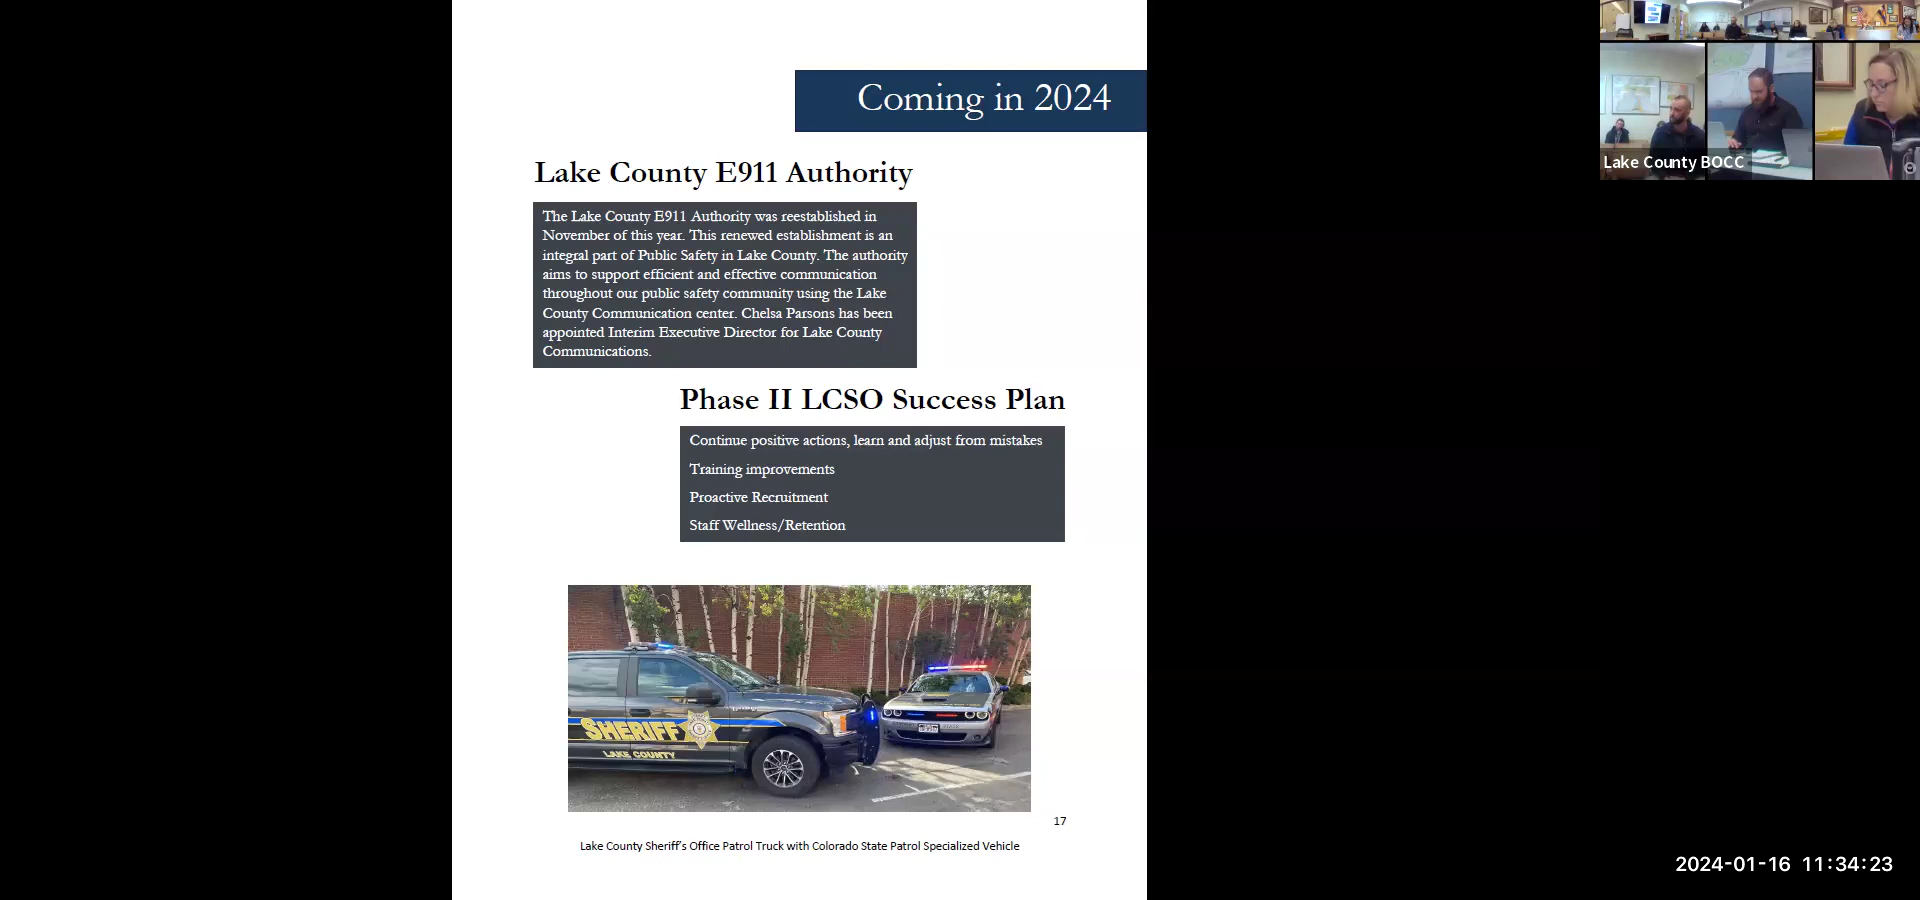 Coming in 2024
Lake County E911 Authority
The Lake County E911 Authority was reestablished in
November of this year. This renewed establishment is an
integral part of Public Safety in Lake County. The authority
aims to support efficient and effective communication
throughout our public safety community using the Lake
County Communication center. Chelsa Parsons has been
appointed Interim Executive Director for Lake County
Communications.
Phase II LCSO Success Plan
Continue positive actions, learn and adjust from mistakes
Training improvements
Proactive Recruitment
Staff Wellness/Retention
SHERIFF
LAKE COUNTY
17
Lake County Sheriff's Office Patrol Truck with Colorado State Patrol Specialized Vehicle
Lake County BOCC
2024-01-16 11:34:23